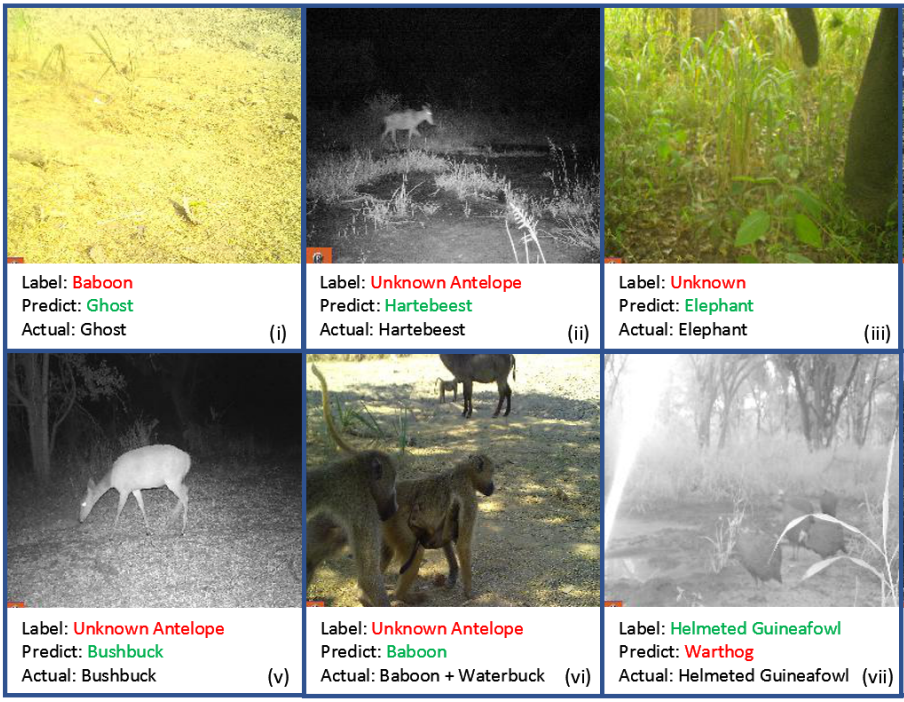 Label: Baboon
Predict: Ghost
Actual: Ghost (i)
Label: Unknown Antelope
Predict: Hartebeest
Actual: Hartebeest (ii)
Label: Unknown
Predict: Elephant
Actual: Elephant (iii)
Label: Unknown Antelope
Predict: Bushbuck
Actual: Bushbuck (v)
Label: Unknown Antelope
Predict: Baboon
Actual: Baboon + Waterbuck (vi)
Label: Helmeted Guineafowl
Predict: Warthog
Actual: Helmeted Guineafowl (vii)